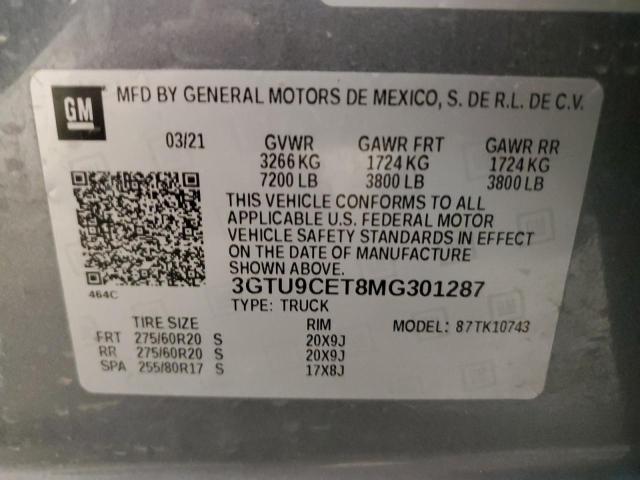 GM
MFD BY GENERAL MOTORS DE MEXICO, S. DE R.L. DE C.V.
03/21 GVWR GAWR FRT GAWR RR
3266 KG 1724 KG 1724 KG
7200 LB 3800 LB 3800 LB
THIS VEHICLE CONFORMS TO ALL
APPLICABLE U.S. FEDERAL MOTOR
VEHICLE SAFETY STANDARDS IN EFFECT
ON THE DATE OF MANUFACTURE
SHOWN ABOVE.
464C
3GTU9CET8MG301287
TYPE: TRUCK
TIRE SIZE RIM MODEL: 87TK10743
FRT 275/60R20 S 20X9J
RR 275/60R20 S 20X9J
SPA 255/80R17 S 17X8J